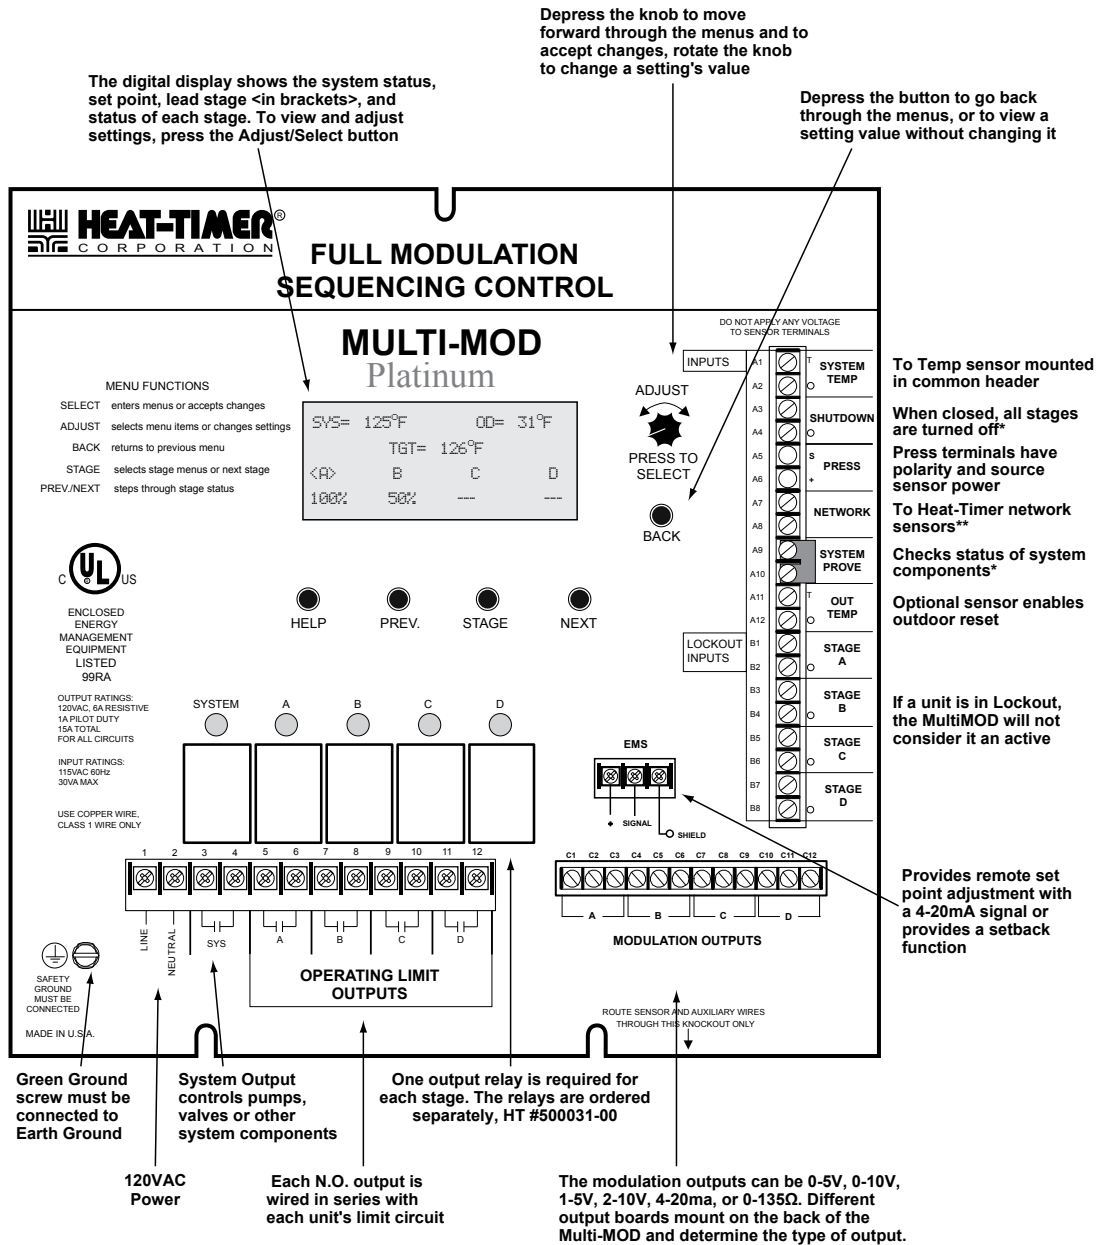 Depress the knob to move
forward through the menus and to
accept changes, rotate the knob
to change a setting's value
The digital display shows the system status,
set point, lead stage <in brackets>, and
status of each stage. To view and adjust
settings, press the Adjust/Select button
Depress the button to go back
through the menus, or to view a
setting value without changing it
HEAT-TIMER®
CORPORATION
FULL MODULATION
SEQUENCING CONTROL
MULTI-MOD
Platinum
DO NOT APPLY ANY VOLTAGE
TO SENSOR TERMINALS
MENU FUNCTIONS
SELECT enters menus or accepts changes
ADJUST selects menu items or changes settings
BACK returns to previous menu
STAGE selects stage menus or next stage
PREV./NEXT steps through stage status
SYS= 125°F OD= 31°F
TGT= 126°F
<A> B C D
100% 50% --- ---
ADJUST
PRESS TO
SELECT
BACK
HELP PREV. STAGE NEXT
INPUTS
A1 T SYSTEM
TEMP
A2
A3 SHUTDOWN
A4
A5 S PRESS
A6 +
A7 NETWORK
A8
A9 SYSTEM
PROVE
A10
A11 T OUT
TEMP
A12
LOCKOUT
INPUTS
B1 STAGE
A
B2
B3 STAGE
B
B4
B5 STAGE
C
B6
B7 STAGE
D
B8
To Temp sensor mounted
in common header
When closed, all stages
are turned off*
Press terminals have
polarity and source
sensor power
To Heat-Timer network
sensors**
Checks status of system
components*
Optional sensor enables
outdoor reset
If a unit is in Lockout,
the MultiMOD will not
consider it an active
Provides remote set
point adjustment with
a 4-20mA signal or
provides a setback
function
C UL ® US
ENCLOSED
ENERGY
MANAGEMENT
EQUIPMENT
LISTED
99RA
OUTPUT RATINGS:
120VAC, 6A RESISTIVE
1A PILOT DUTY
15A TOTAL
FOR ALL CIRCUITS
INPUT RATINGS:
115VAC 60Hz
30VA MAX
USE COPPER WIRE,
CLASS 1 WIRE ONLY
SYSTEM A B C D
1 2 3 4 5 6 7 8 9 10 11 12
LINE
NEUTRAL
SYS A B C D
OPERATING LIMIT
OUTPUTS
EMS
+ SIGNAL SHIELD
C1 C2 C3 C4 C5 C6 C7 C8 C9 C10 C11 C12
A B C D
MODULATION OUTPUTS
SAFETY
GROUND
MUST BE
CONNECTED
MADE IN U.S.A.
ROUTE SENSOR AND AUXILIARY WIRES
THROUGH THIS KNOCKOUT ONLY
Green Ground
screw must be
connected to
Earth Ground
System Output
controls pumps,
valves or other
system components
One output relay is required for
each stage. The relays are ordered
separately, HT #500031-00
120VAC
Power
Each N.O. output is
wired in series with
each unit's limit circuit
The modulation outputs can be 0-5V, 0-10V,
1-5V, 2-10V, 4-20ma, or 0-135Ω. Different
output boards mount on the back of the
Multi-MOD and determine the type of output.